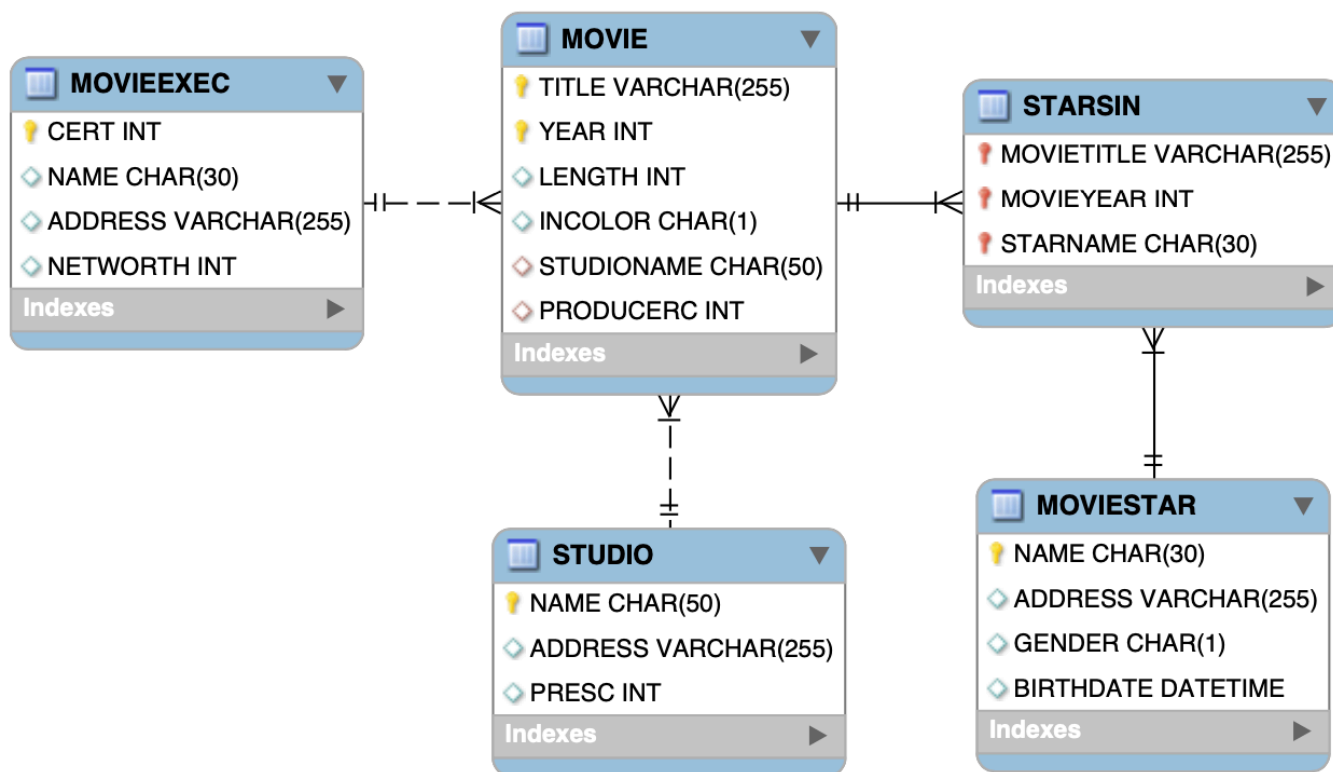 MOVIEEXEC
CERT INT
NAME CHAR(30)
ADDRESS VARCHAR(255)
NETWORTH INT
Indexes
MOVIE
TITLE VARCHAR(255)
YEAR INT
LENGTH INT
INCOLOR CHAR(1)
STUDIONAME CHAR(50)
PRODUCERC INT
Indexes
STARSIN
MOVIETITLE VARCHAR(255)
MOVIEYEAR INT
STARNAME CHAR(30)
Indexes
STUDIO
NAME CHAR(50)
ADDRESS VARCHAR(255)
PRESC INT
Indexes
MOVIESTAR
NAME CHAR(30)
ADDRESS VARCHAR(255)
GENDER CHAR(1)
BIRTHDATE DATETIME
Indexes